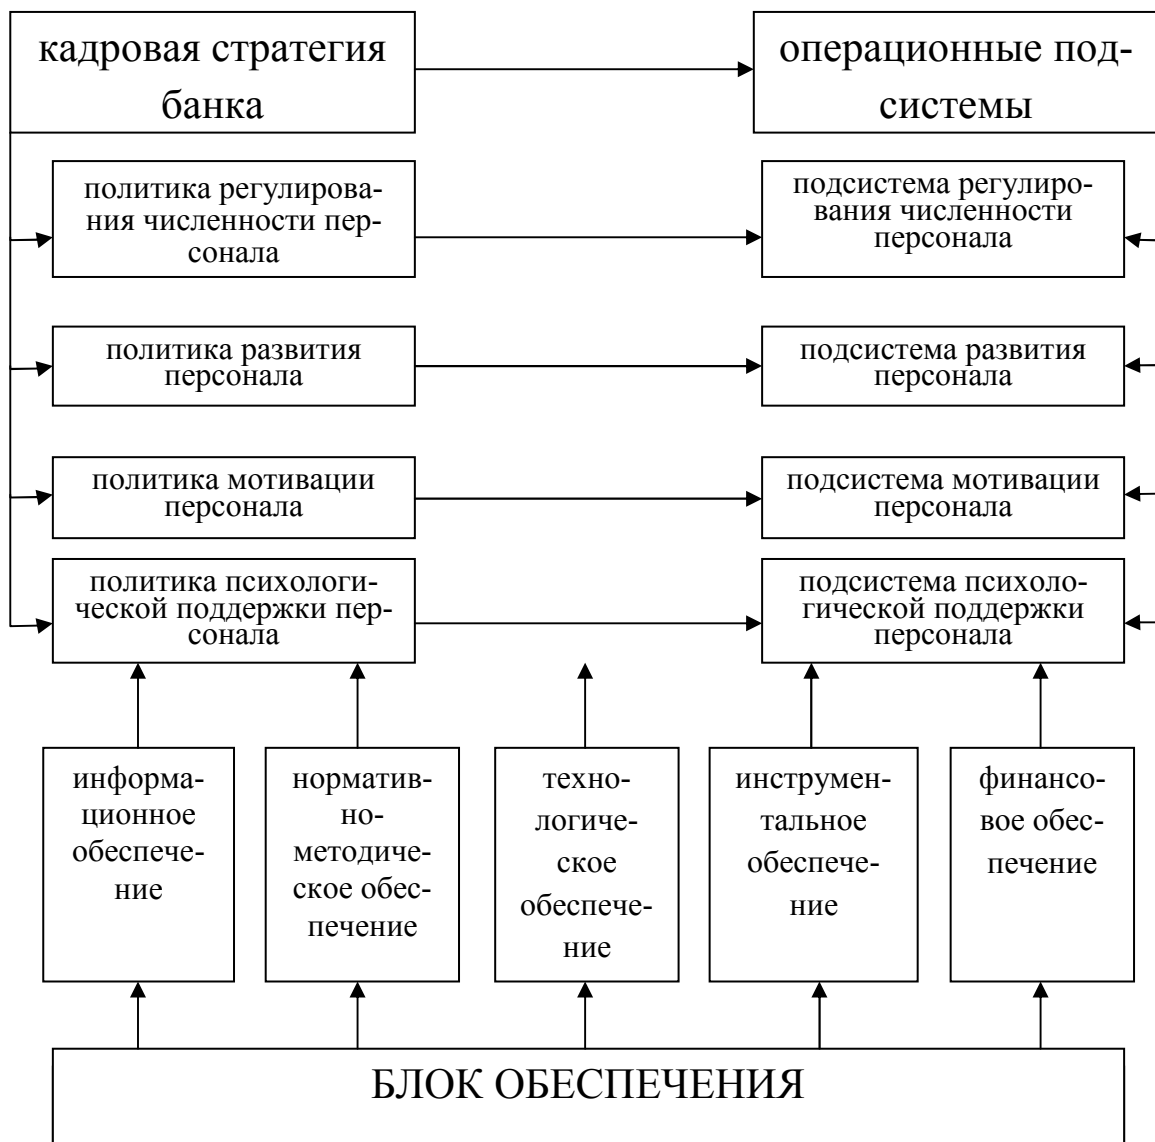 кадровая стратегия
банка
операционные под-
системы
политика регулирова-
ния численности пер-
сонала
подсистема регулиро-
вания численности
персонала
политика развития
персонала
подсистема развития
персонала
политика мотивации
персонала
подсистема мотивации
персонала
политика психологи-
ческой поддержки пер-
сонала
подсистема психоло-
гической поддержки
персонала
информа-
ционное
обеспече-
ние
норматив-
но-
методиче-
ское обес-
печение
техно-
логиче-
ское
обеспече-
ние
инструмен-
тальное
обеспече-
ние
финансо-
вое обес-
печение
БЛОК ОБЕСПЕЧЕНИЯ